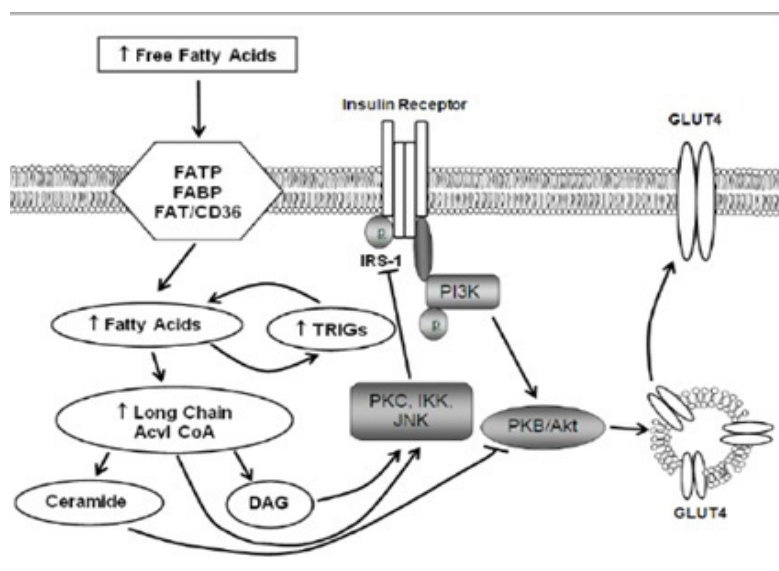 ↑ Free Fatty Acids
Insulin Receptor
GLUT4
FATP
FABP
FAT/CD36
P
IRS-1
PI3K
P
↑ Fatty Acids
↑ TRIGs
↑ Long Chain
Acyl CoA
PKC, IKK,
JNK
PKB/Akt
Ceramide
DAG
GLUT4